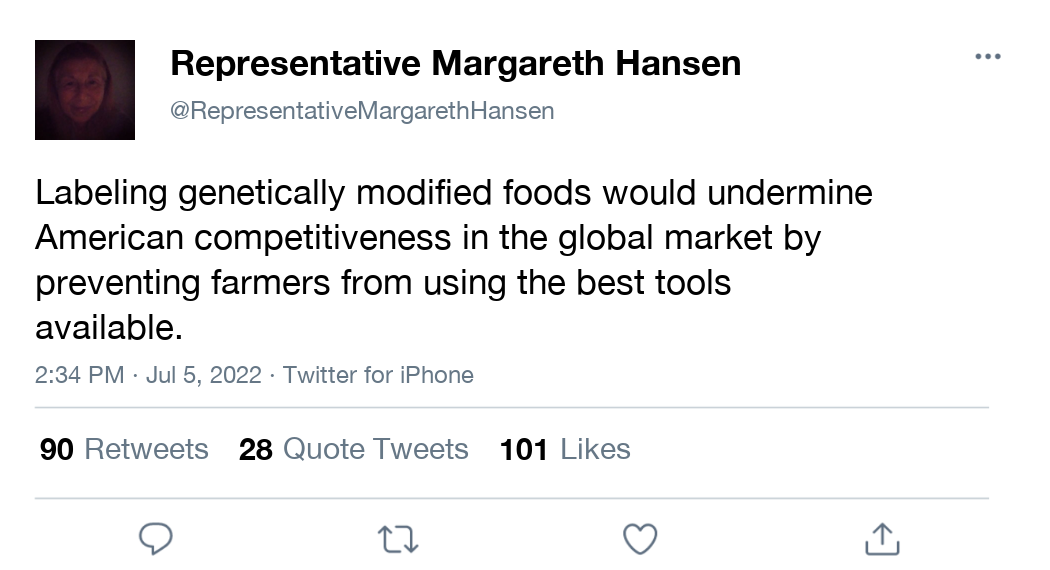 Representative Margareth Hansen
@RepresentativeMargarethHansen
Labeling genetically modified foods would undermine
American competitiveness in the global market by
preventing farmers from using the best tools
available.
2:34 PM · Jul 5, 2022 · Twitter for iPhone
90 Retweets 28 Quote Tweets 101 Likes